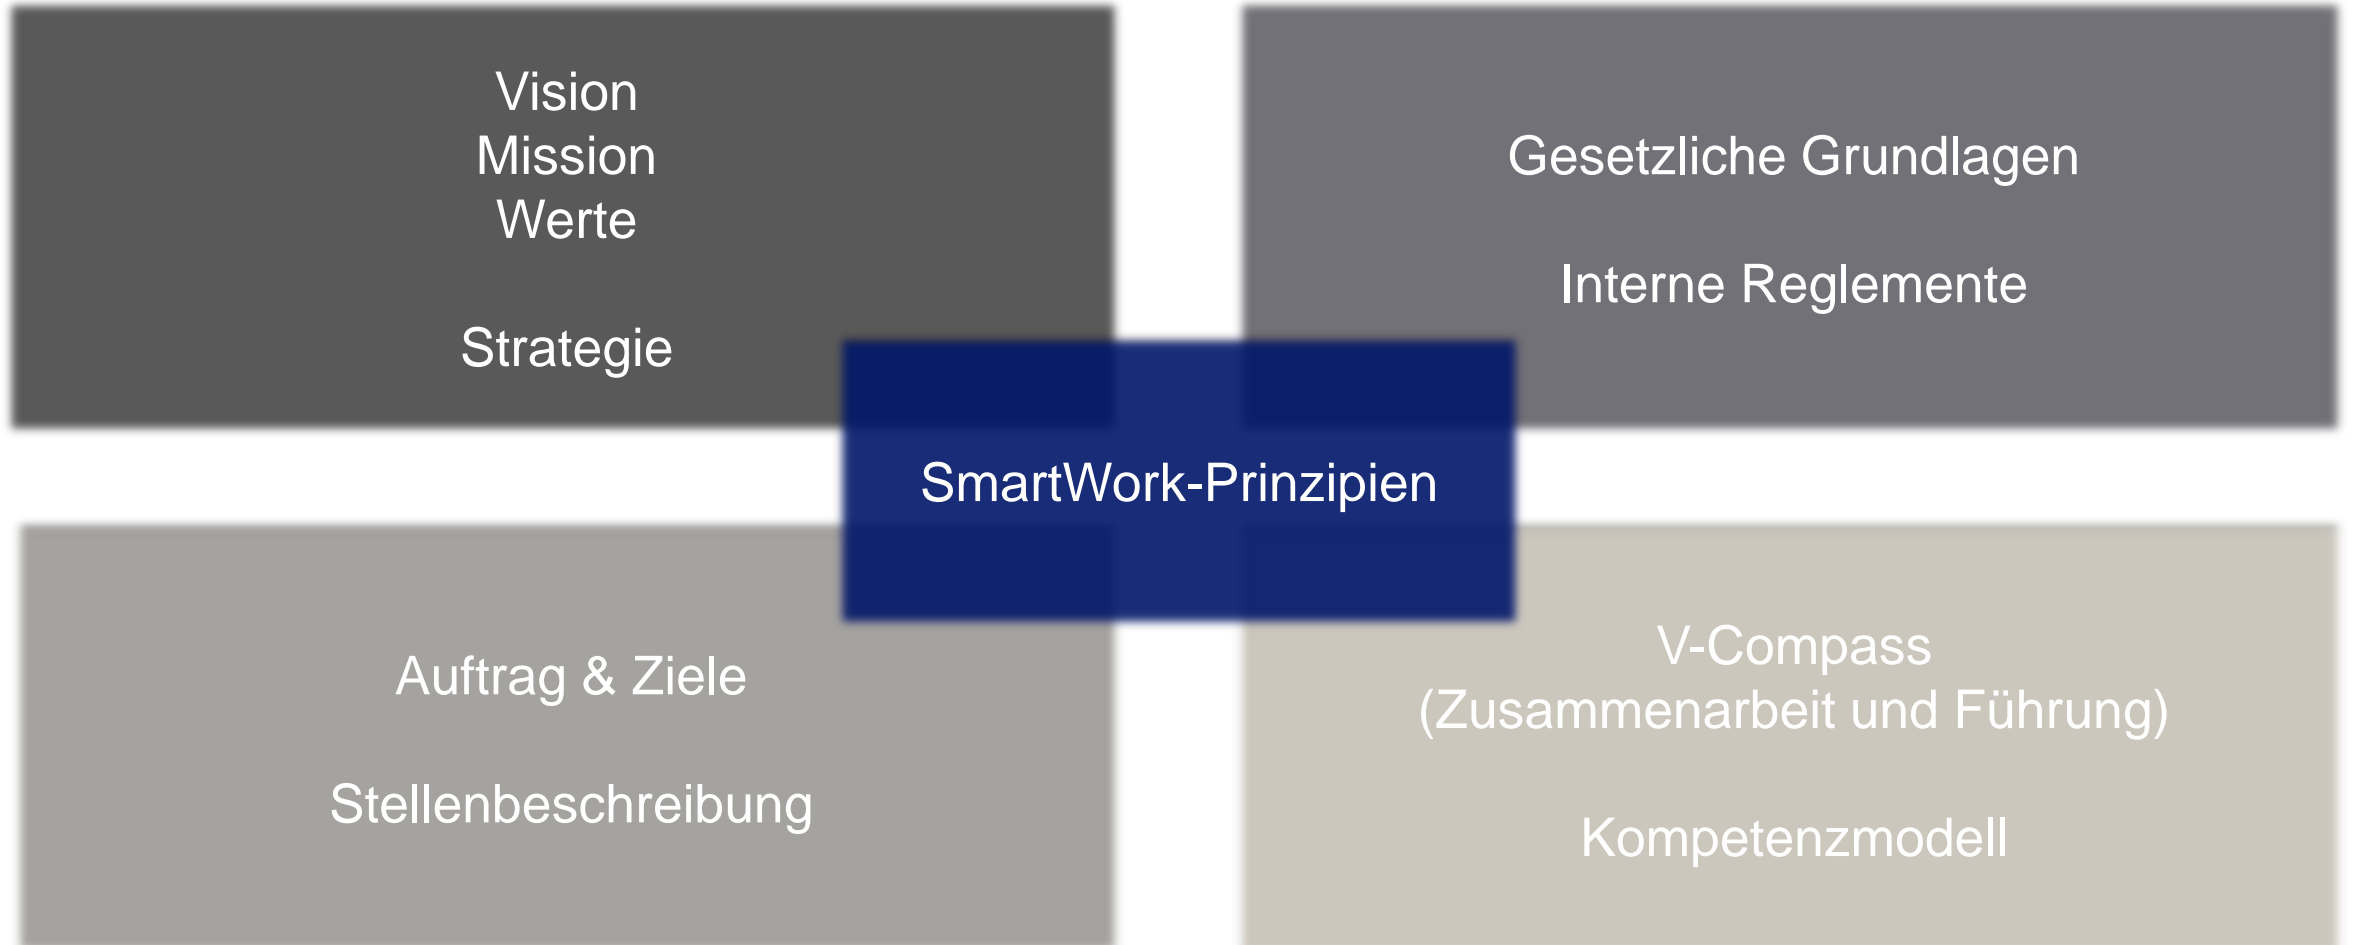 Vision
Mission
Werte
Strategie
Gesetzliche Grundlagen
Interne Reglemente
SmartWork-Prinzipien
Auftrag & Ziele
Stellenbeschreibung
V-Compass
(Zusammenarbeit und Führung)
Kompetenzmodell